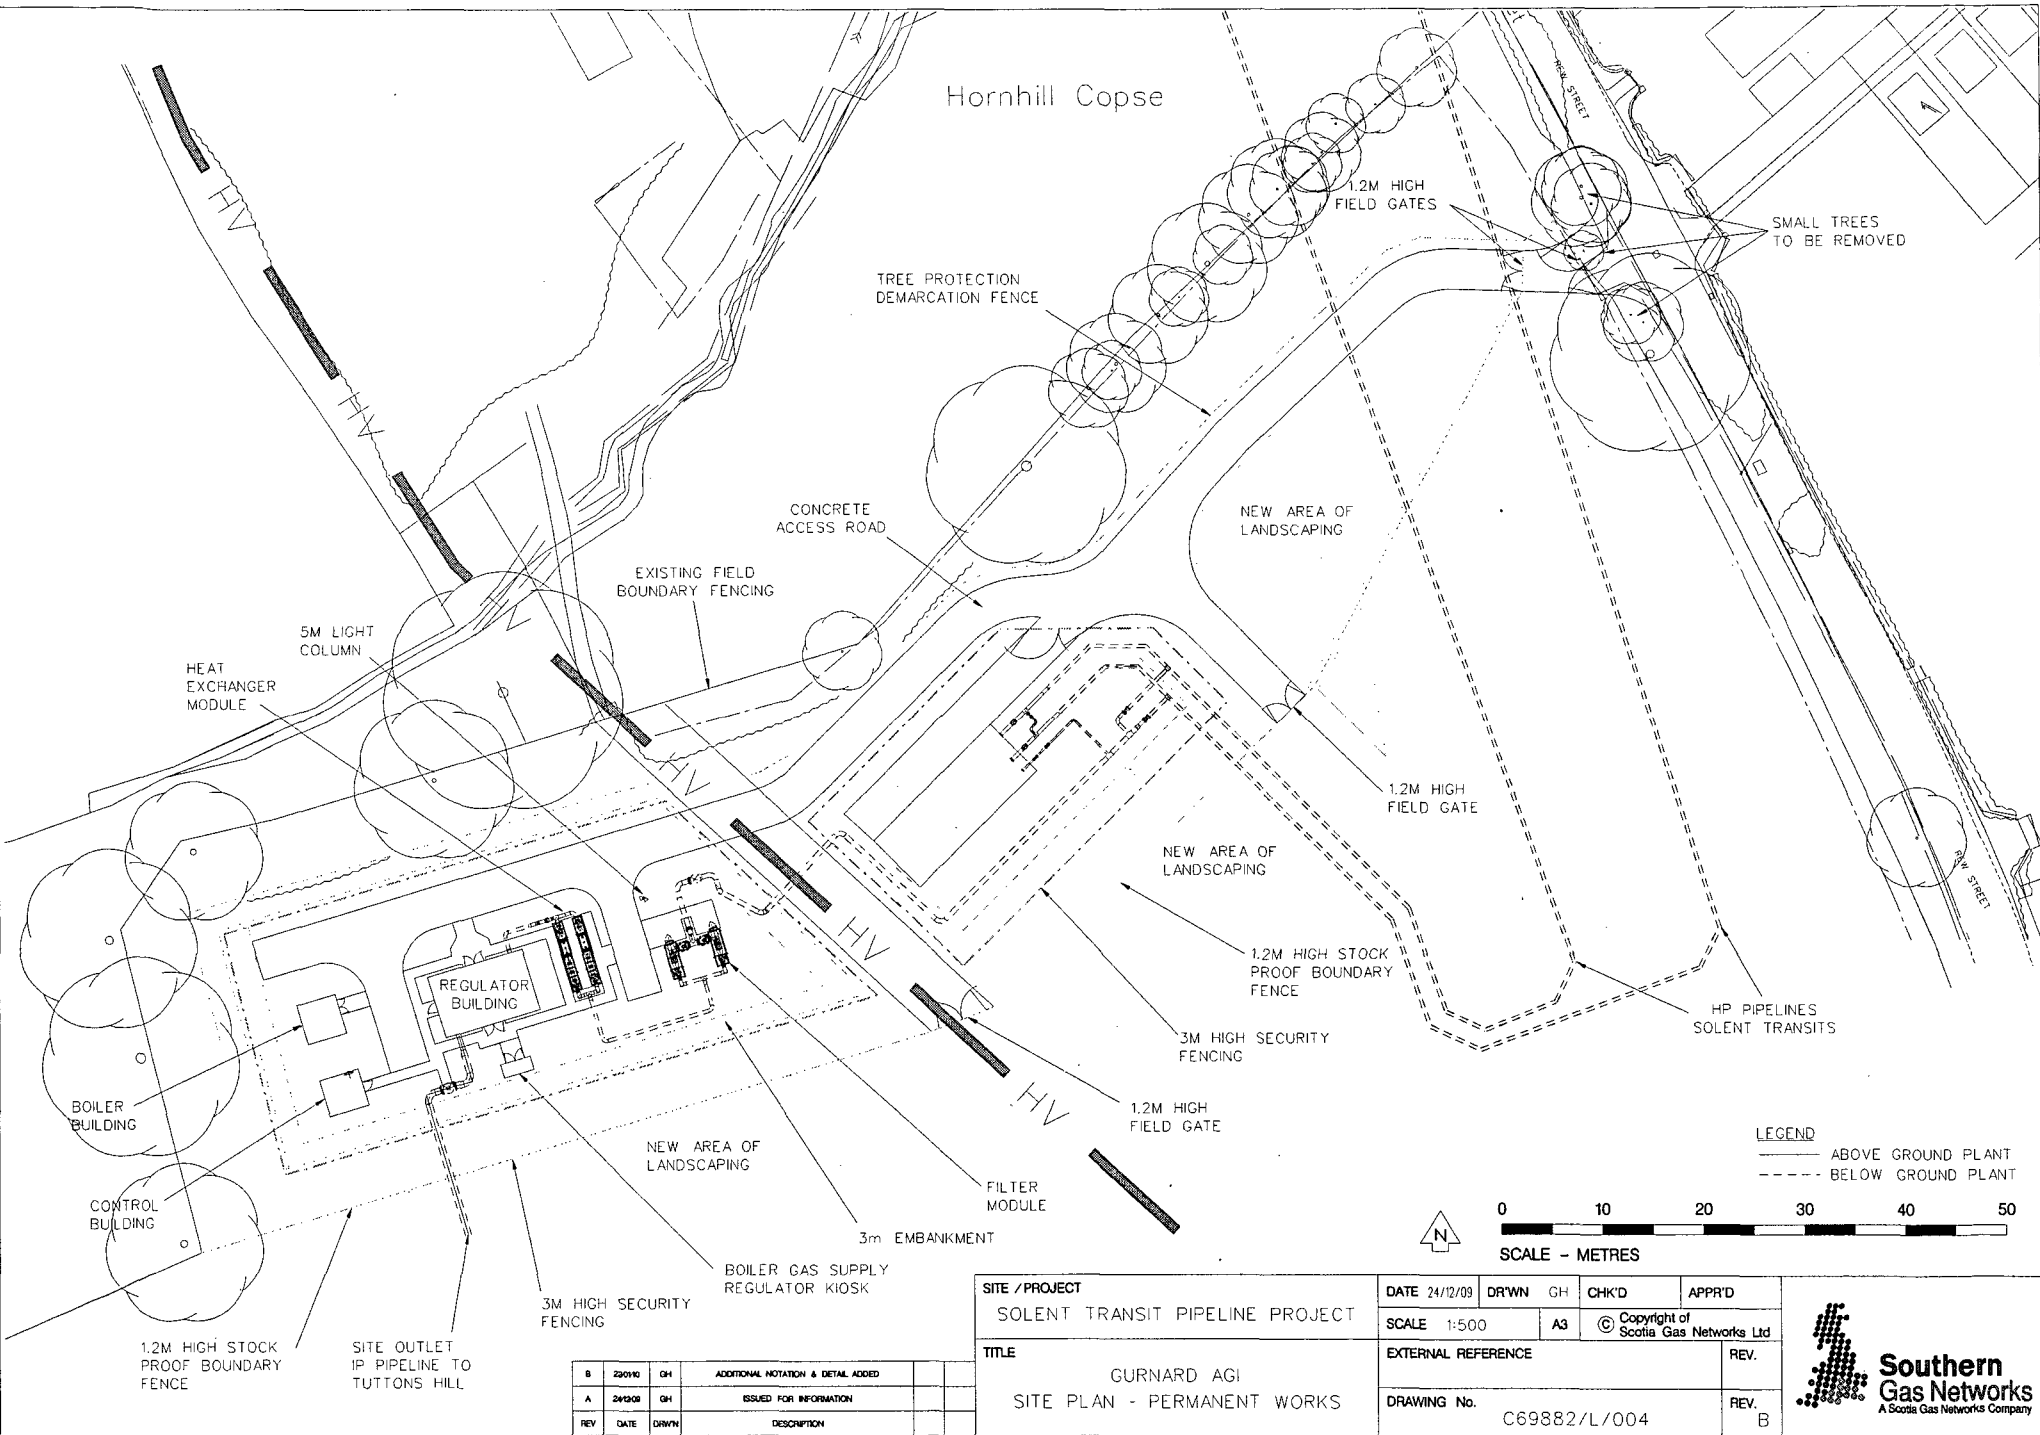 Hornhill Copse
REW STREET
1.2M HIGH
FIELD GATES
SMALL TREES
TO BE REMOVED
TREE PROTECTION
DEMARCATION FENCE
HV
HV
CONCRETE
ACCESS ROAD
NEW AREA OF
LANDSCAPING
EXISTING FIELD
BOUNDARY FENCING
5M LIGHT
COLUMN
HEAT
EXCHANGER
MODULE
HV
HV
1.2M HIGH
FIELD GATE
NEW AREA OF
LANDSCAPING
REW STREET
HV
1.2M HIGH STOCK
PROOF BOUNDARY
FENCE
REGULATOR
BUILDING
HP PIPELINES
SOLENT TRANSITS
3M HIGH SECURITY
FENCING
HV
BOILER
BUILDING
1.2M HIGH
FIELD GATE
NEW AREA OF
LANDSCAPING
CONTROL
BUILDING
FILTER
MODULE
3m EMBANKMENT
BOILER GAS SUPPLY
REGULATOR KIOSK
3M HIGH SECURITY
FENCING
1.2M HIGH STOCK
PROOF BOUNDARY
FENCE
SITE OUTLET
IP PIPELINE TO
TUTTONS HILL
LEGEND
ABOVE GROUND PLANT
BELOW GROUND PLANT
N
0 10 20 30 40 50
SCALE - METRES
B 230110 GH ADDITIONAL NOTATION & DETAIL ADDED
A 241209 GH ISSUED FOR INFORMATION
REV DATE DRWN DESCRIPTION
SITE / PROJECT
SOLENT TRANSIT PIPELINE PROJECT
TITLE
GURNARD AGI
SITE PLAN - PERMANENT WORKS
DATE 24/12/09 DR'WN GH CHK'D APPR'D
SCALE 1:500 A3 © Copyright of
Scotia Gas Networks Ltd
EXTERNAL REFERENCE REV.
DRAWING No. REV.
C69882/L/004 B
Southern
Gas Networks
A Scotia Gas Networks Company